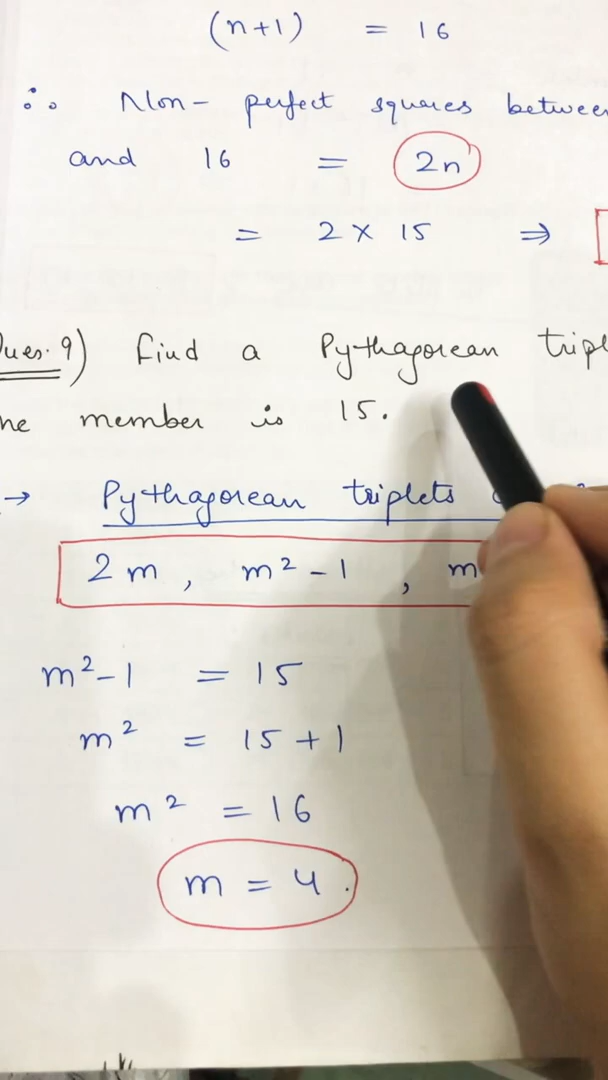 (n+1) = 16
∴ Non- perfect squares between
and 16 = 2n
= 2 × 15 ⇒
Ques. 9) Find a Pythagorean
member is 15.
→ Pythagorean triplets
2m , m² - 1 , m
m² - 1 = 15
m² = 15 + 1
m² = 16
m = 4.